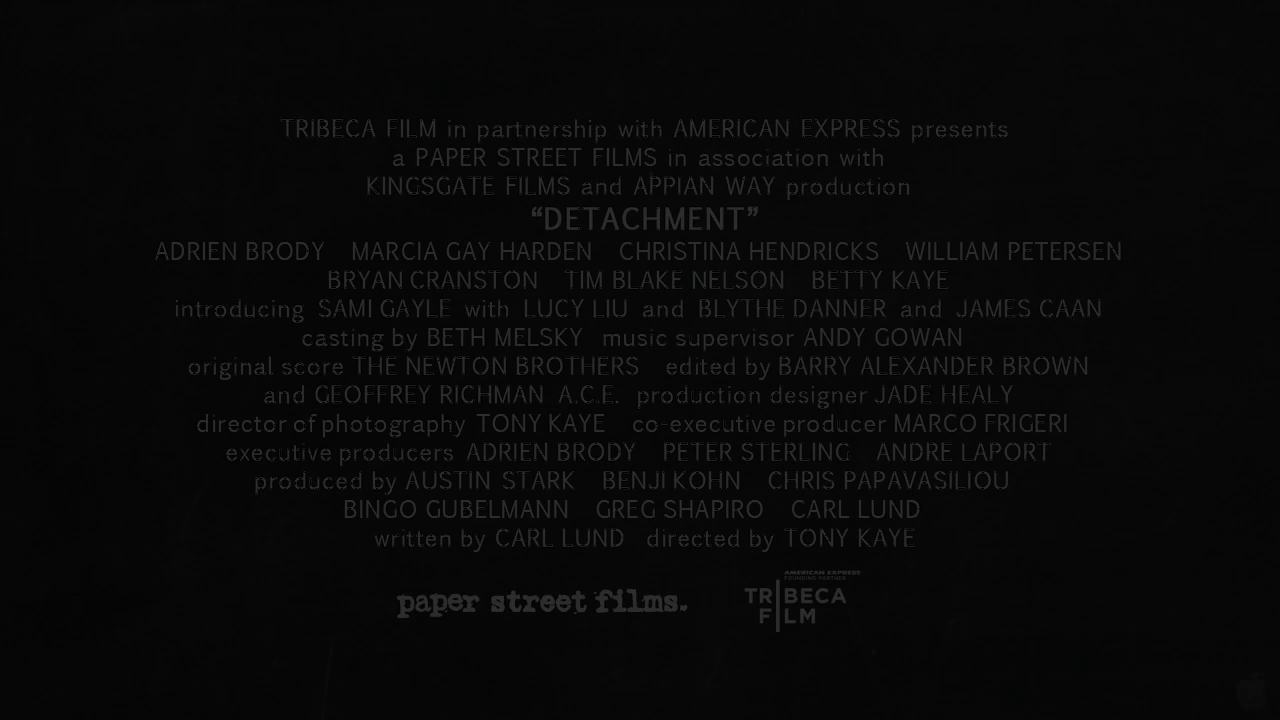 TRIBECA FILM in partnership with AMERICAN EXPRESS presents
a PAPER STREET FILMS in association with
KINGSGATE FILMS and APPIAN WAY production
“DETACHMENT”
ADRIEN BRODY MARCIA GAY HARDEN CHRISTINA HENDRICKS WILLIAM PETERSEN
BRYAN CRANSTON TIM BLAKE NELSON BETTY KAYE
introducing SAMI GAYLE with LUCY LIU and BLYTHE DANNER and JAMES CAAN
casting by BETH MELSKY music supervisor ANDY GOWAN
original score THE NEWTON BROTHERS edited by BARRY ALEXANDER BROWN
and GEOFFREY RICHMAN A.C.E. production designer JADE HEALY
director of photography TONY KAYE co-executive producer MARCO FRIGERI
executive producers ADRIEN BRODY PETER STERLING ANDRE LAPORT
produced by AUSTIN STARK BENJI KOHN CHRIS PAPAVASILIOU
BINGO GUBELMANN GREG SHAPIRO CARL LUND
written by CARL LUND directed by TONY KAYE
paper street films.
AMERICAN EXPRESS
FOUNDING PARTNER
TRIBECA
FILM